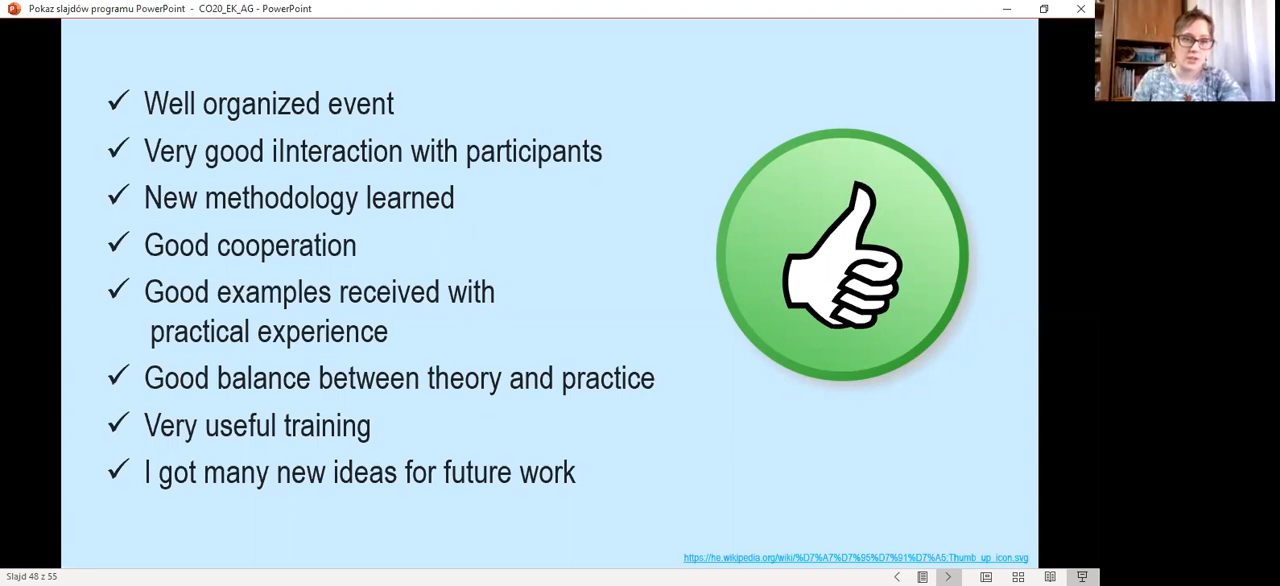 Pokaz slajdów programu PowerPoint - CO20_EK_AG - PowerPoint
Well organized event
Very good iInteraction with participants
New methodology learned
Good cooperation
Good examples received with
practical experience
Good balance between theory and practice
Very useful training
I got many new ideas for future work
https://he.wikipedia.org/wiki/%D7%A7%D7%95%D7%91%D7%A5:Thumb_up_icon.svg
Slajd 48 z 55